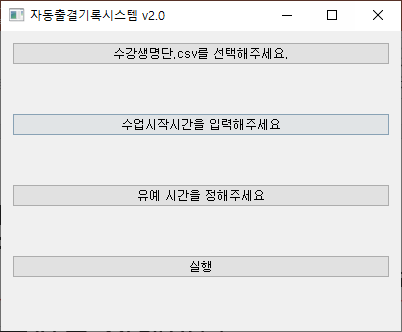 자동출결기록시스템 v2.0
수강생명단.csv를 선택해주세요.
수업시작시간을 입력해주세요
유예 시간을 정해주세요
실행